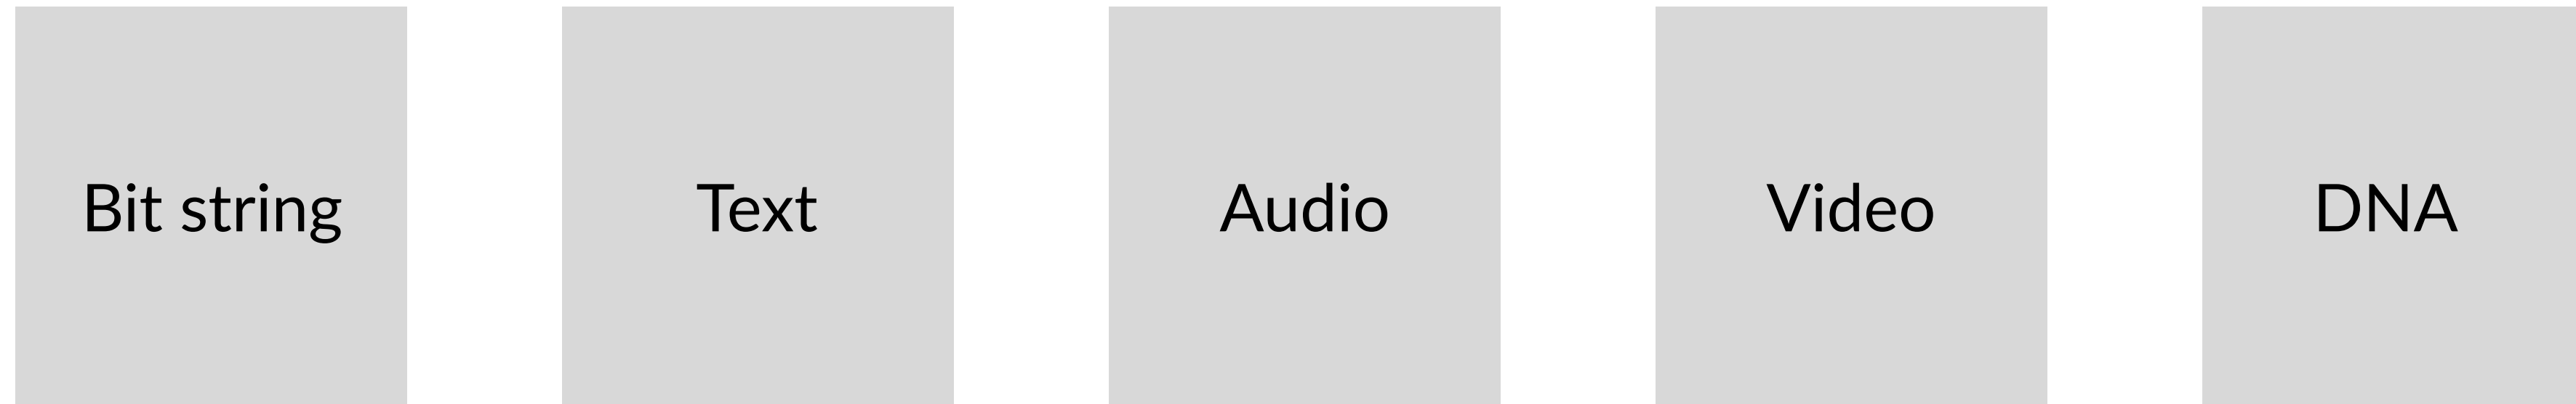 Bit string
Text
Audio
Video
DNA